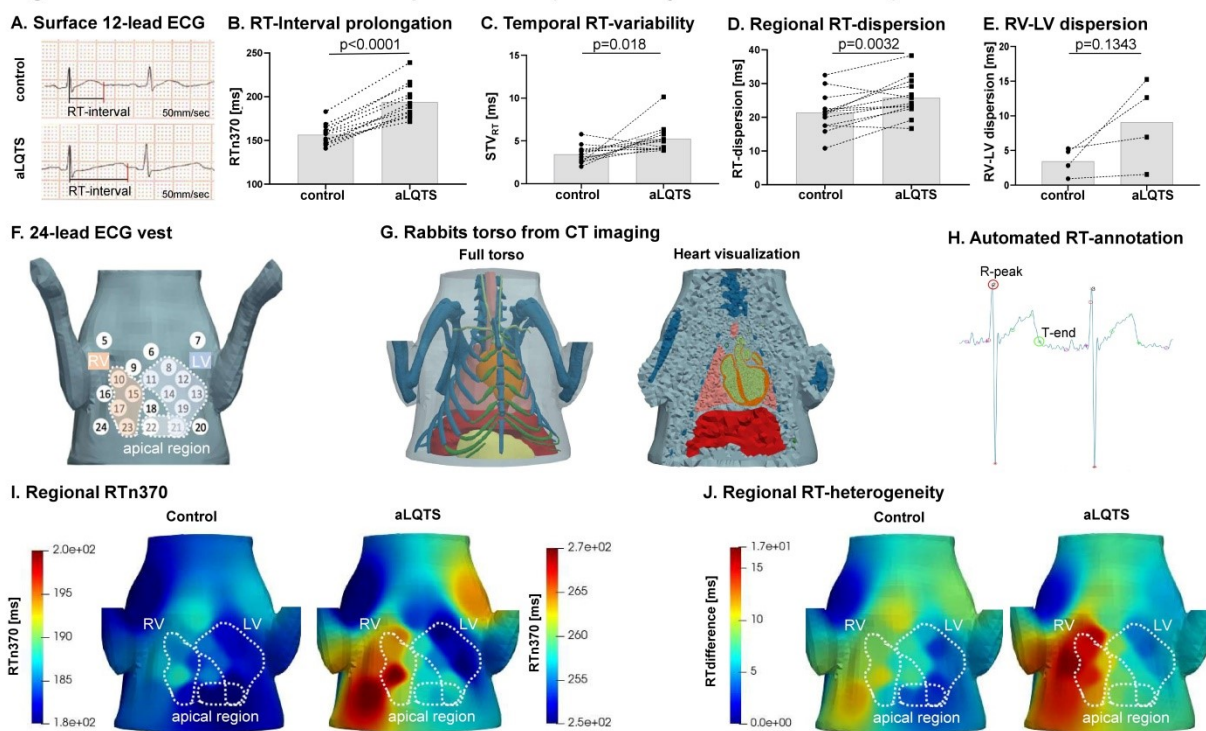 A. Surface 12-lead ECG
control
RT-interval
50mm/sec
aLQTS
RT-interval
50mm/sec
B. RT-Interval prolongation
p<0.0001
RTn370 [ms]
250
200
150
100
control
aLQTS
C. Temporal RT-variability
p=0.018
STVRT [ms]
15
10
5
0
control
aLQTS
D. Regional RT-dispersion
p=0.0032
RT-dispersion [ms]
40
30
20
10
0
control
aLQTS
E. RV-LV dispersion
p=0.1343
RV-LV dispersion [ms]
20
15
10
5
0
control
aLQTS
F. 24-lead ECG vest
5
7
6
RV
LV
9
8
10
11
12
16
15
14
13
17
18
19
24
23
22
21
20
apical region
G. Rabbits torso from CT imaging
Full torso
Heart visualization
H. Automated RT-annotation
R-peak
T-end
I. Regional RTn370
Control
aLQTS
RTn370 [ms]
2.0e+02
195
190
185
1.8e+02
RV
LV
apical region
RV
LV
apical region
RTn370 [ms]
2.7e+02
265
260
255
2.5e+02
J. Regional RT-heterogeneity
Control
aLQTS
RTdifference [ms]
1.7e+01
15
10
5
0.0e+00
RV
LV
apical region
RV
LV
apical region